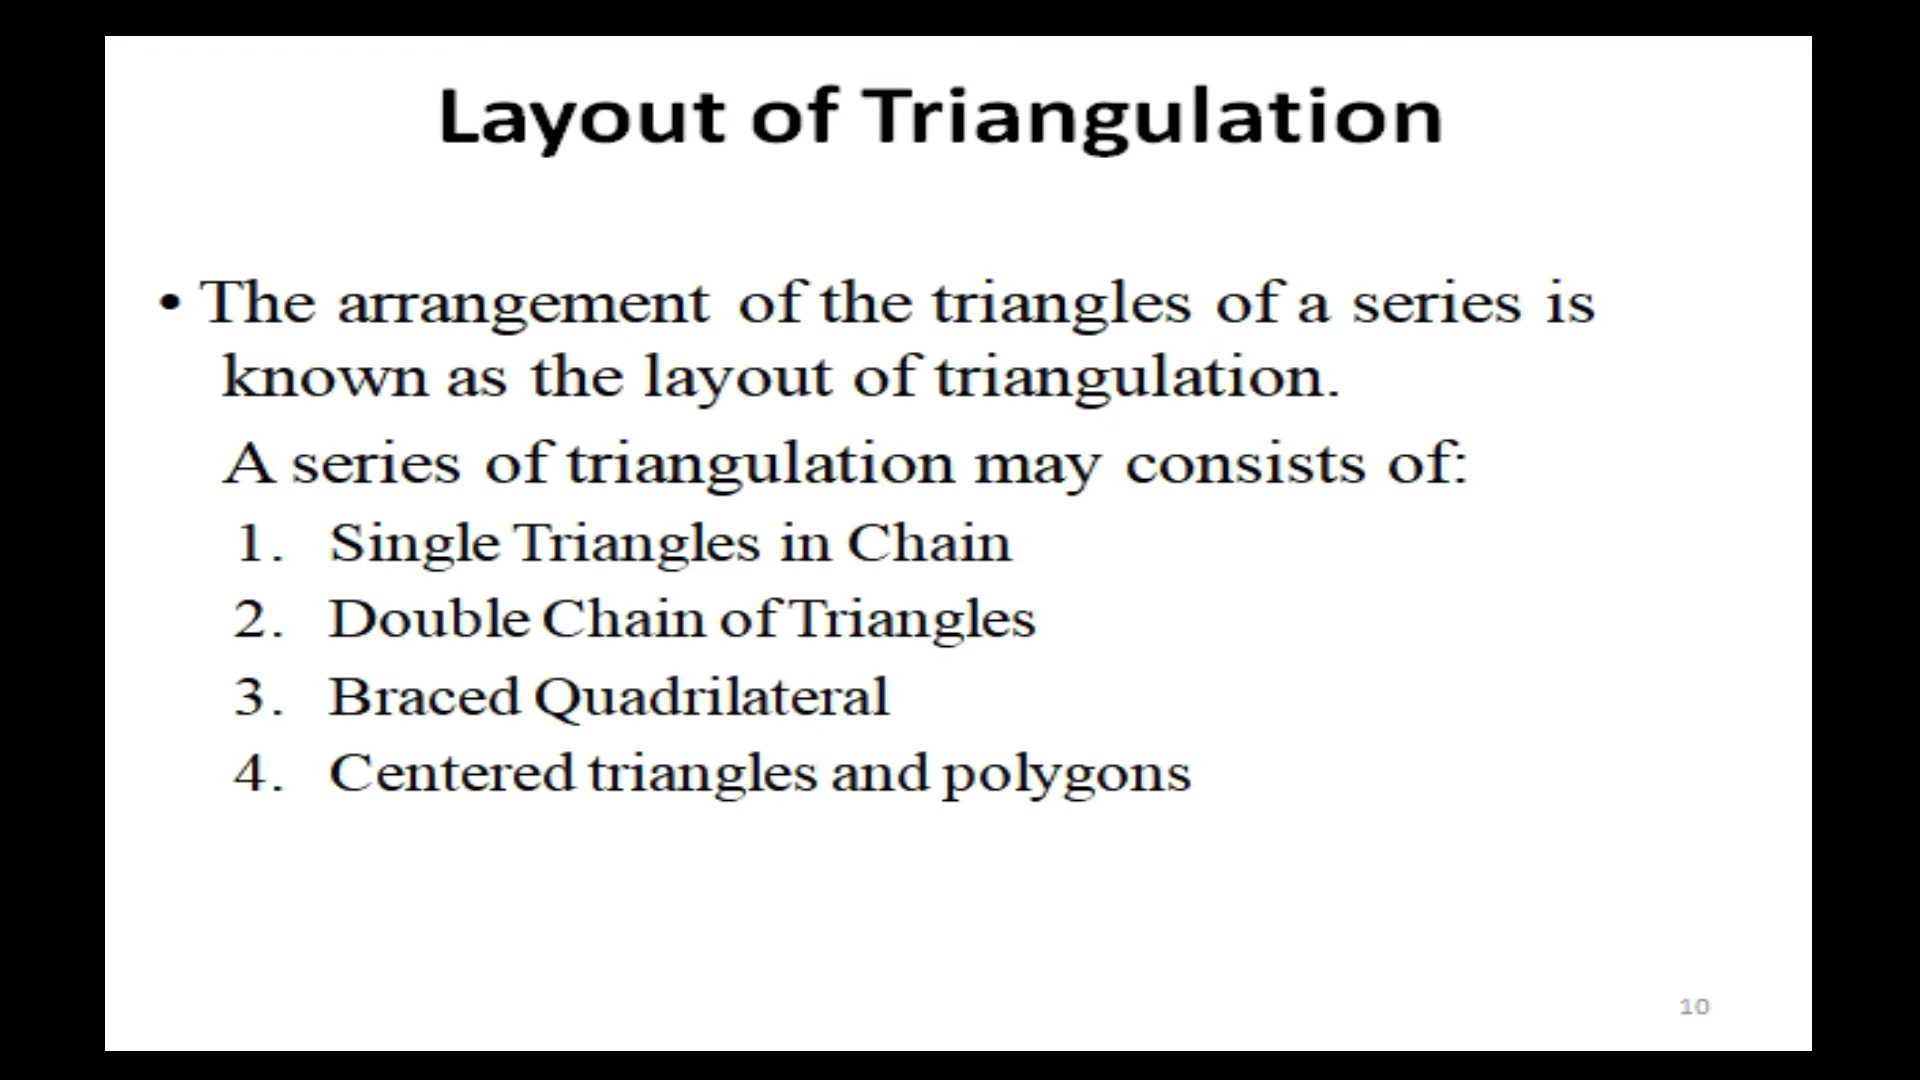 Layout of Triangulation
• The arrangement of the triangles of a series is
known as the layout of triangulation.
A series of triangulation may consists of:
1. Single Triangles in Chain
2. Double Chain of Triangles
3. Braced Quadrilateral
4. Centered triangles and polygons
10